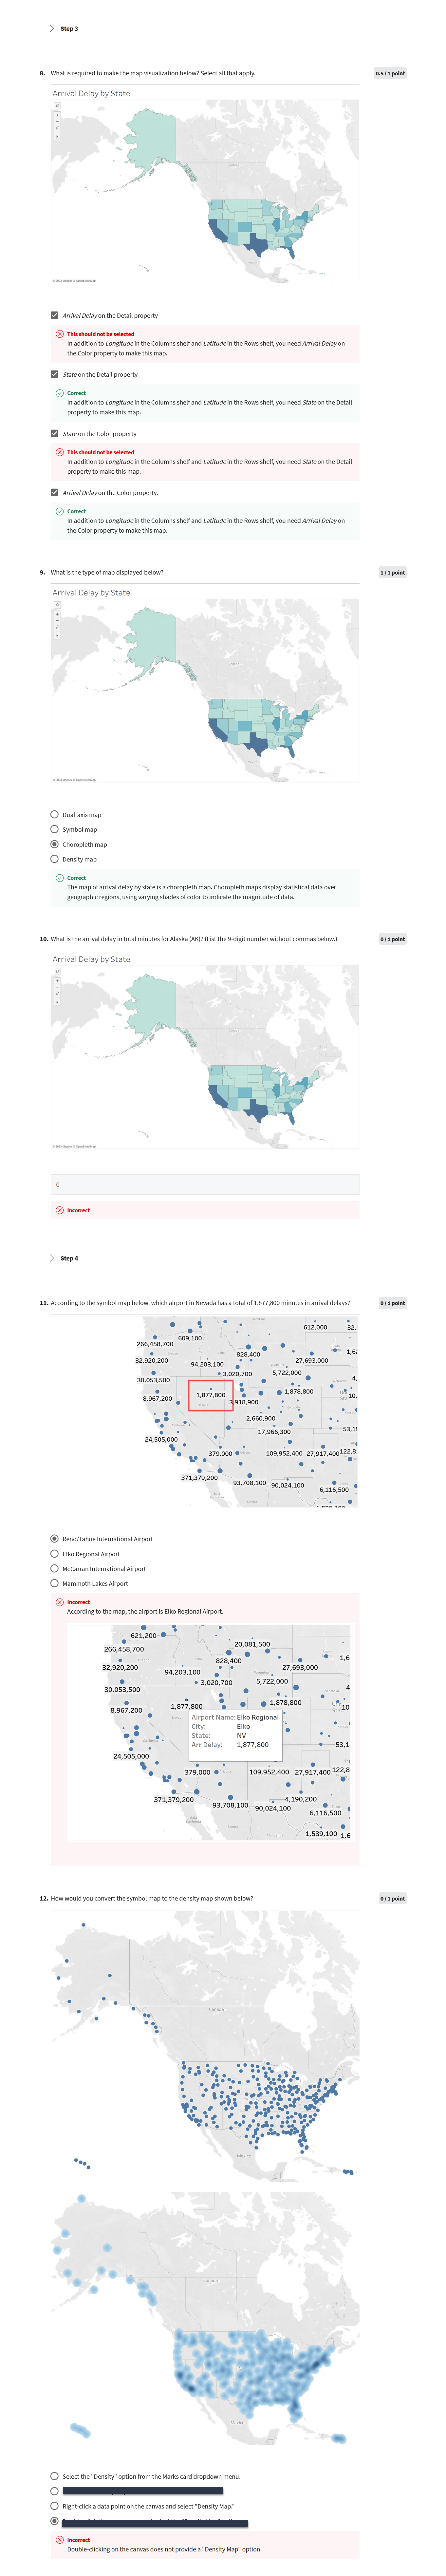 Step 3
8. What is required to make the map visualization below? Select all that apply.
0.5 / 1 point
Arrival Delay by State
Arrival Delay on the Detail property
This should not be selected
In addition to Longitude in the Columns shelf and Latitude in the Rows shelf, you need Arrival Delay on
the Color property to make this map.
State on the Detail property
Correct
In addition to Longitude in the Columns shelf and Latitude in the Rows shelf, you need State on the Detail
property to make this map.
State on the Color property
This should not be selected
In addition to Longitude in the Columns shelf and Latitude in the Rows shelf, you need State on the Detail
property to make this map.
Arrival Delay on the Color property.
Correct
In addition to Longitude in the Columns shelf and Latitude in the Rows shelf, you need Arrival Delay on
the Color property to make this map.
9. What is the type of map displayed below?
1 / 1 point
Arrival Delay by State
Dual-axis map
Symbol map
Choropleth map
Density map
Correct
The map of arrival delay by state is a choropleth map. Choropleth maps display statistical data over
geographic regions, using varying shades of color to indicate the magnitude of data.
10. What is the arrival delay in total minutes for Alaska (AK)? (List the 9-digit number without commas below.)
0 / 1 point
Arrival Delay by State
0
Incorrect
Step 4
11. According to the symbol map below, which airport in Nevada has a total of 1,877,800 minutes in arrival delays?
0 / 1 point
612,000
32,
609,100
266,458,700
828,400
1,62
32,920,200
27,693,000
94,203,100
3,020,700
5,722,000
30,053,500
4,
1,877,800
1,878,800
10,
8,967,200
3,918,900
2,660,900
17,966,300
53,19
24,505,000
379,000
109,952,400
27,917,400
122,8
371,379,200
93,708,100
90,024,100
6,116,500
Reno/Tahoe International Airport
Elko Regional Airport
McCarran International Airport
Mammoth Lakes Airport
Incorrect
According to the map, the airport is Elko Regional Airport.
621,200
20,081,500
266,458,700
828,400
1,6
32,920,200
27,693,000
94,203,100
3,020,700
5,722,000
30,053,500
4
1,877,800
1,878,800
10
8,967,200
Airport Name: Elko Regional
City: Elko
State: NV
Arr Delay: 1,877,800
53,1
24,505,000
379,000
109,952,400
27,917,400
122,8
371,379,200
93,708,100
4,190,200
90,024,100
6,116,500
1,539,100
1,6
12. How would you convert the symbol map to the density map shown below?
0 / 1 point
Canada
Mexico
Canada
Mexico
Select the "Density" option from the Marks card dropdown menu.
Right-click a data point on the canvas and select "Density Map."
Incorrect
Double-clicking on the canvas does not provide a "Density Map" option.